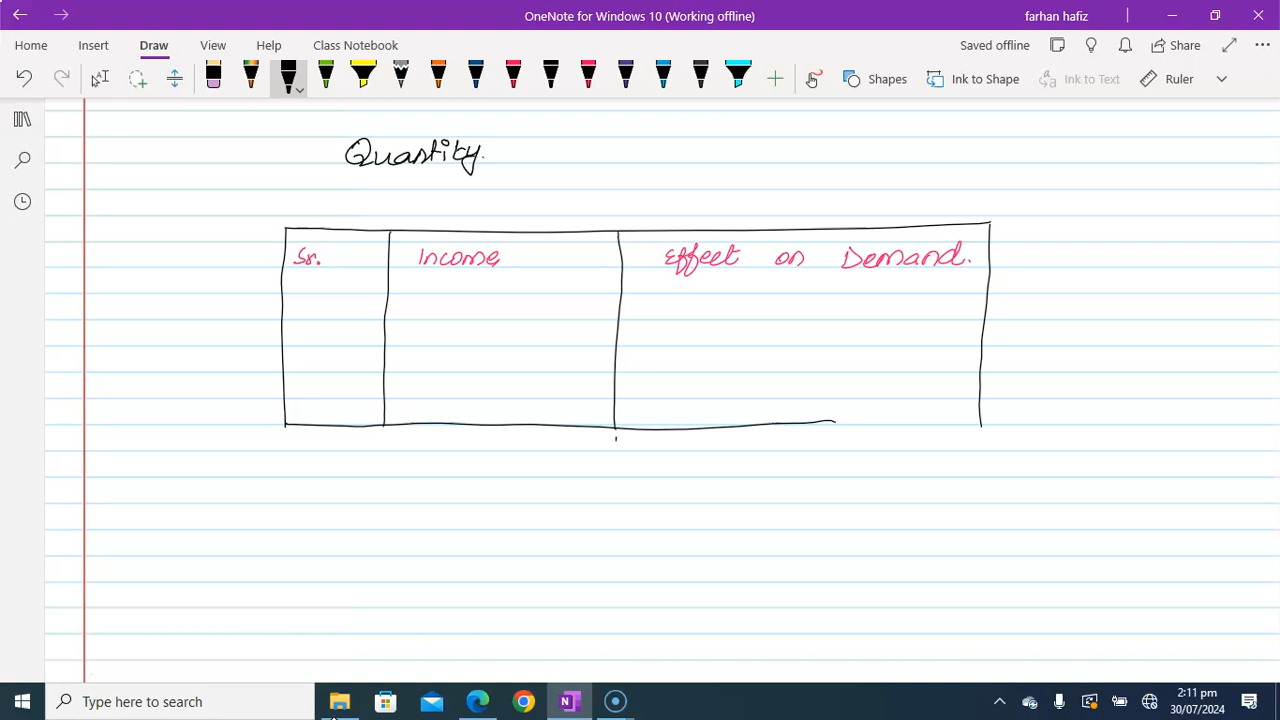 OneNote for Windows 10 (Working offline)
farhan hafiz
Home Insert Draw View Help Class Notebook
Saved offline Share
Shapes Ink to Shape Ink to Text Ruler
Quantity.
Sr. Income Effect on Demand.
Type here to search
2:11 pm
30/07/2024